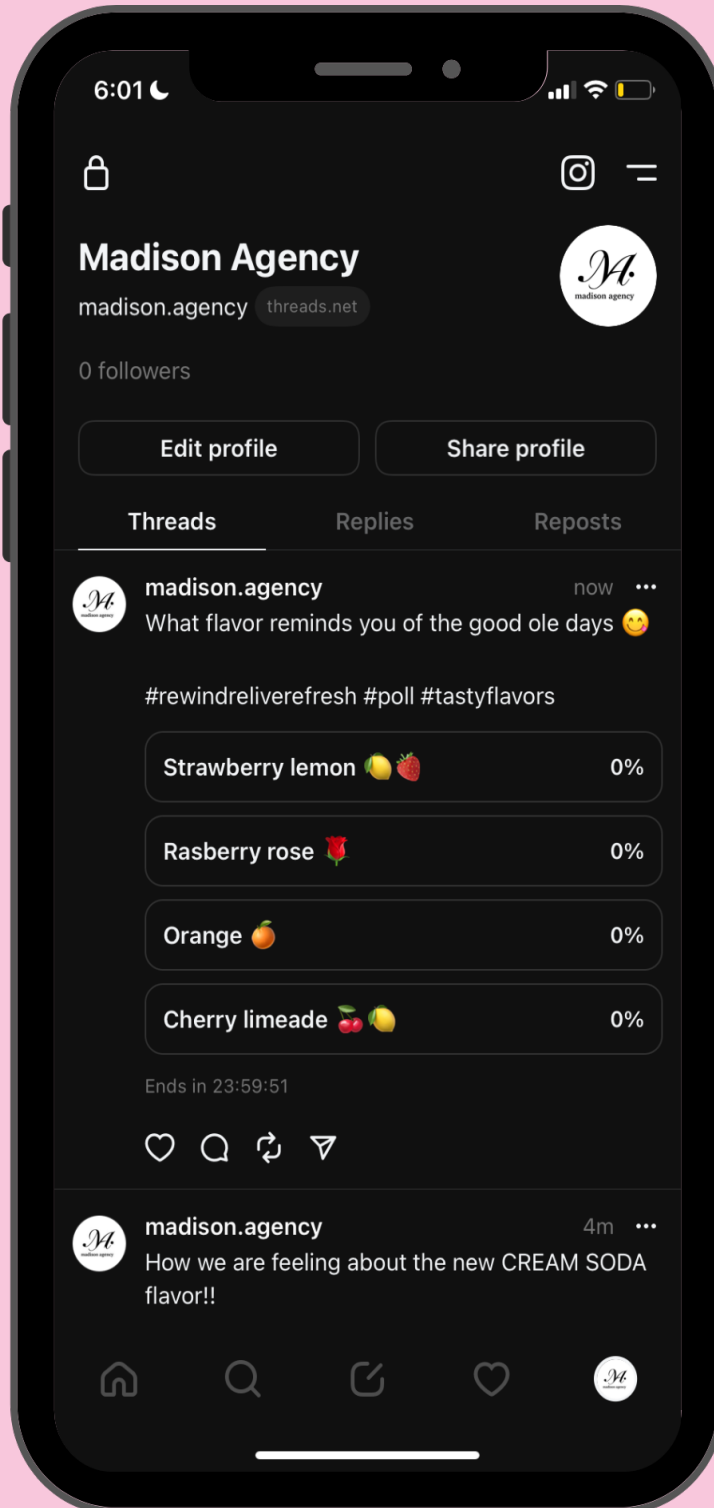 6:01
Madison Agency
madison.agency threads.net
madison agency
0 followers
Edit profile Share profile
Threads Replies Reposts
madison.agency now
What flavor reminds you of the good ole days 😋
#rewindreliverefresh #poll #tastyflavors
Strawberry lemon 🍋🍓 0%
Rasberry rose 🌹 0%
Orange 🍊 0%
Cherry limeade 🍒🍋 0%
Ends in 23:59:51
madison.agency 4m
How we are feeling about the new CREAM SODA
flavor!!